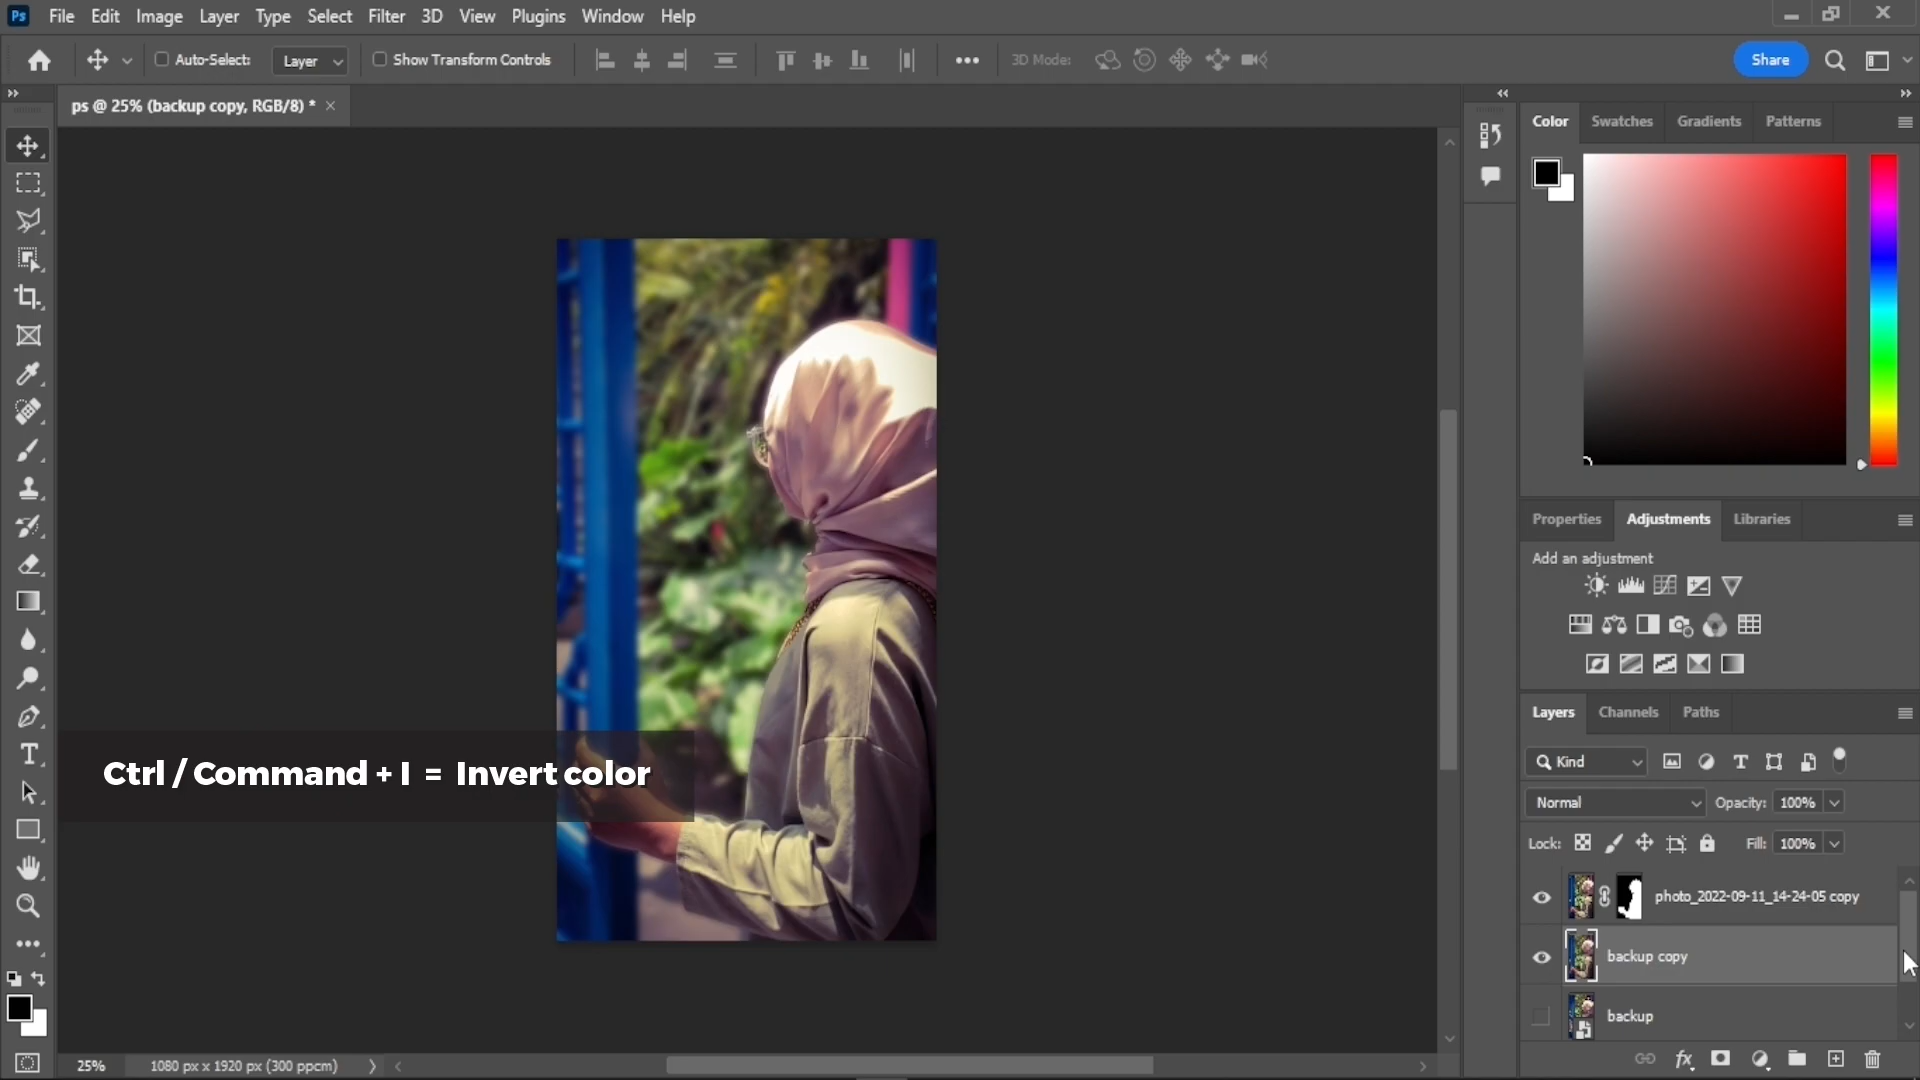 Ps File Edit Image Layer Type Select Filter 3D View Plugins Window Help
Auto-Select: Layer Show Transform Controls 3D Mode: Share
ps @ 25% (backup copy, RGB/8) *
Color Swatches Gradients Patterns
Properties Adjustments Libraries
Add an adjustment
Layers Channels Paths
Kind
Normal Opacity: 100%
Lock: Fill: 100%
photo_2022-09-11_14-24-05 copy
backup copy
backup
fx
Ctrl / Command + I = Invert color
25% 1080 px x 1920 px (300 ppcm)